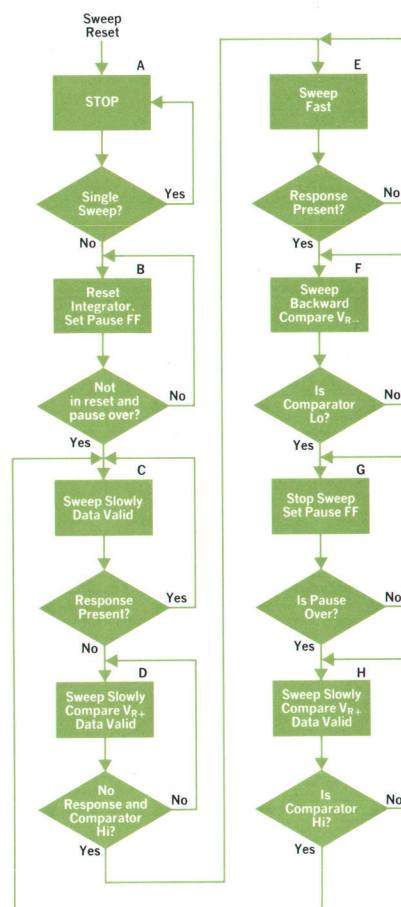 Sweep
Reset
A
STOP
Single
Sweep?
Yes
No
B
Reset
Integrator.
Set Pause FF
Not
in reset and
pause over?
No
Yes
C
Sweep Slowly
Data Valid
Response
Present?
Yes
No
D
Sweep Slowly
Compare VR+
Data Valid
No
Response and
Comparator
Hi?
No
Yes
E
Sweep
Fast
Response
Present?
No
Yes
F
Sweep
Backward
Compare VR–
Is
Comparator
Lo?
No
Yes
G
Stop Sweep
Set Pause FF
Is Pause
Over?
No
Yes
H
Sweep Slowly
Compare VR+
Data Valid
Is
Comparator
Hi?
No
Yes